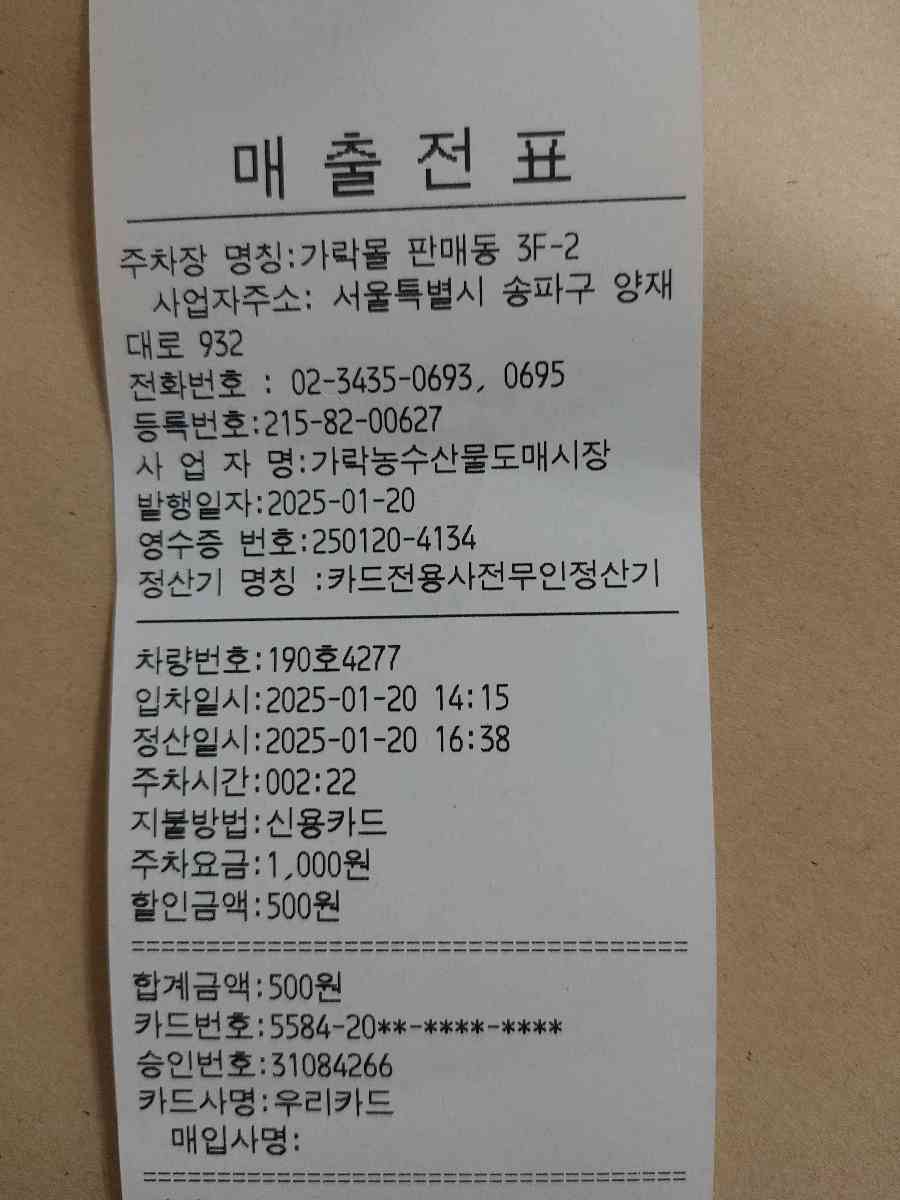 매 출 전 표
주차장 명칭:가락몰 판매동 3F-2
사업자주소: 서울특별시 송파구 양재
대로 932
전화번호 : 02-3435-0693, 0695
등록번호:215-82-00627
사 업 자 명:가락농수산물도매시장
발행일자:2025-01-20
영수증 번호:250120-4134
정산기 명칭 :카드전용사전무인정산기
차량번호:190호4277
입차일시:2025-01-20 14:15
정산일시:2025-01-20 16:38
주차시간:002:22
지불방법:신용카드
주차요금:1,000원
할인금액:500원
=====================================
합계금액:500원
카드번호:5584-20**-****-****
승인번호:31084266
카드사명:우리카드
매입사명:
=====================================